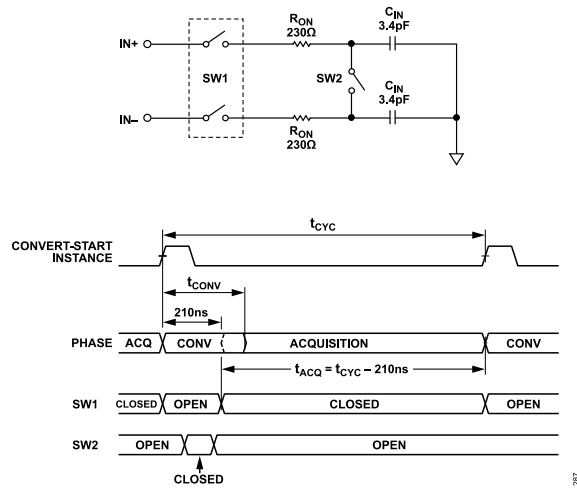 RON
230Ω
CIN
3.4pF
IN+
SW1
SW2
CIN
3.4pF
IN–
RON
230Ω
tCYC
CONVERT-START
INSTANCE
tCONV
210ns
PHASE
ACQ
CONV
ACQUISITION
CONV
tACQ = tCYC – 210ns
SW1
CLOSED
OPEN
CLOSED
OPEN
SW2
OPEN
OPEN
CLOSED
287